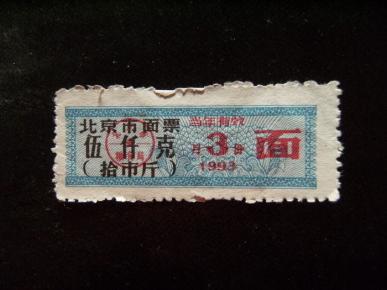 北京市面票
伍仟克
(拾市斤)
当年有效
3月份
1993
面